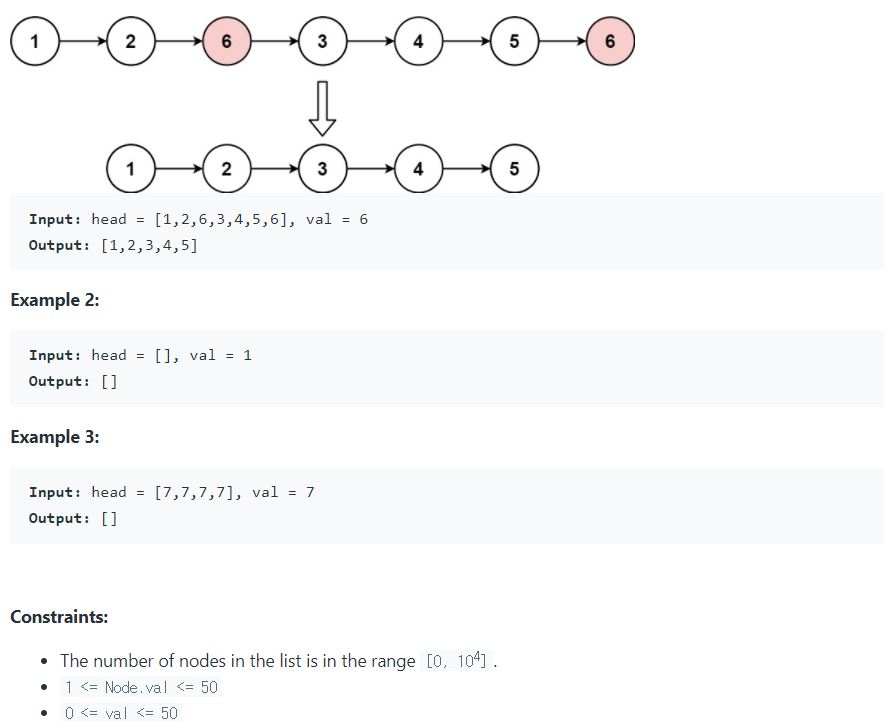 1 2 6 3 4 5 6
1 2 3 4 5
Input: head = [1,2,6,3,4,5,6], val = 6
Output: [1,2,3,4,5]
Example 2:
Input: head = [], val = 1
Output: []
Example 3:
Input: head = [7,7,7,7], val = 7
Output: []
Constraints:
• The number of nodes in the list is in the range [0, 10⁴] .
• 1 <= Node.val <= 50
• 0 <= val <= 50